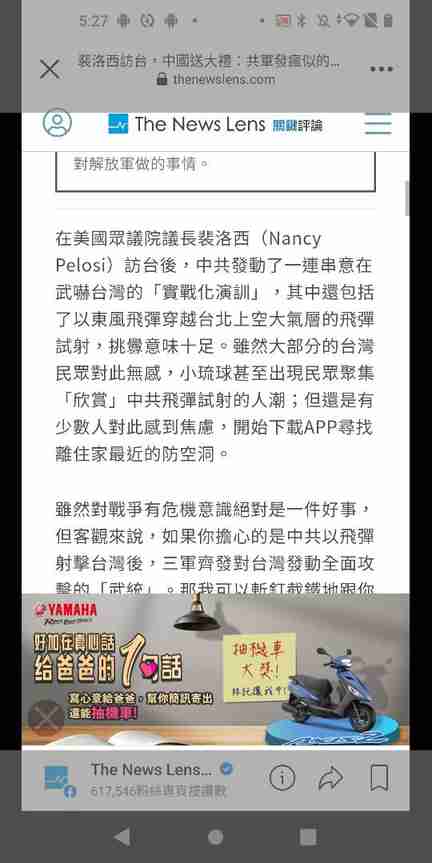 5:27
裴洛西訪台，中國送大禮：共軍發瘋似的...
thenewslens.com
The News Lens 關鍵評論
對解放軍做的事情。
在美國眾議院議長裴洛西（Nancy
Pelosi）訪台後，中共發動了一連串意在
武嚇台灣的「實戰化演訓」，其中還包括
了以東風飛彈穿越台北上空大氣層的飛彈
試射，挑釁意味十足。雖然大部分的台灣
民眾對此無感，小琉球甚至出現民眾聚集
「欣賞」中共飛彈試射的人潮；但還是有
少數人對此感到焦慮，開始下載APP尋找
離住家最近的防空洞。
雖然對戰爭有危機意識絕對是一件好事，
但客觀來說，如果你擔心的是中共以飛彈
射擊台灣後，三軍齊發對台灣發動全面攻
擊的「武統」。那我可以斬釘截鐵地跟你
YAMAHA
好加在真心話
給爸爸的1句話
寫心意給爸爸，幫你簡訊寄出
還能抽機車!
抽機車
大獎!
The News Lens...
617,546粉絲專頁按讚數